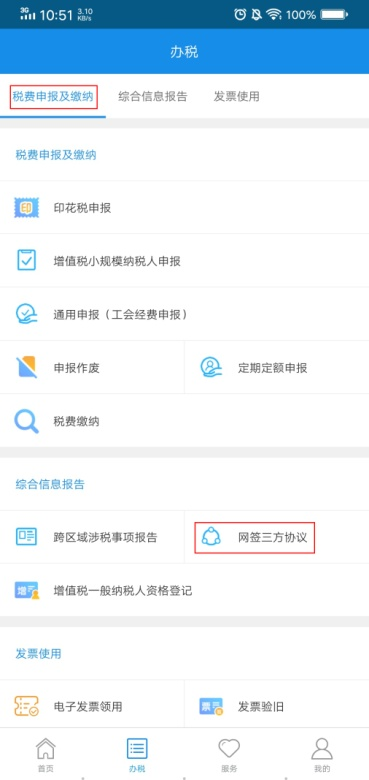 3G 10:51 3.10 KB/s 100%
办税
税费申报及缴纳 综合信息报告 发票使用
税费申报及缴纳
印 印花税申报
增值税小规模纳税人申报
通用申报（工会经费申报）
申报作废 定期定额申报
税费缴纳
综合信息报告
跨区域涉税事项报告 网签三方协议
增 增值税一般纳税人资格登记
发票使用
电子发票领用 票 发票验旧
首页 办税 服务 我的